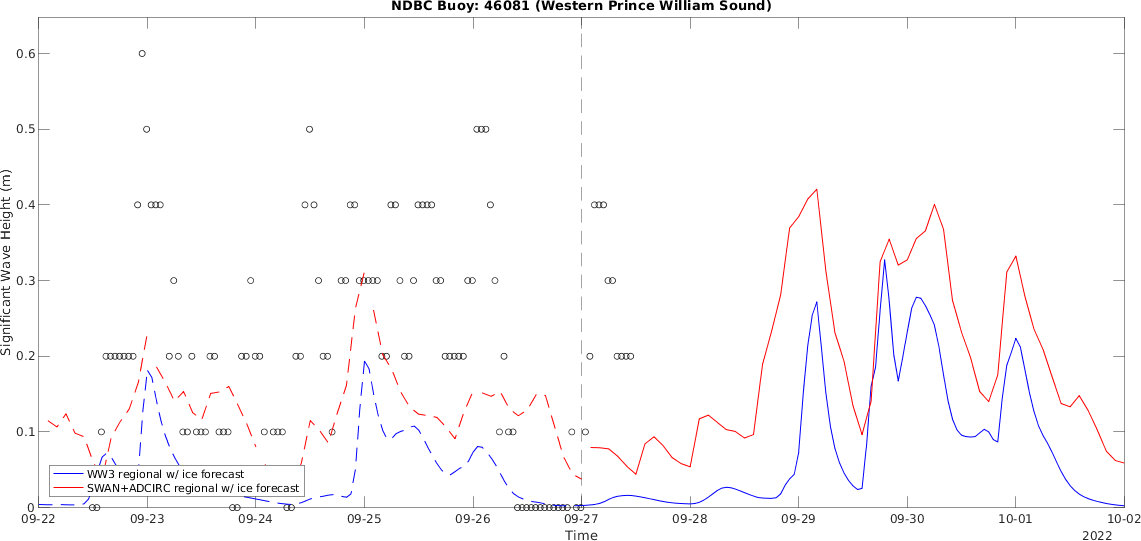 NDBC Buoy: 46081 (Western Prince William Sound)
0.6
0.5
0.4
0.3
0.2
0.1
0
Significant Wave Height (m)
WW3 regional w/ ice forecast
SWAN+ADCIRC regional w/ ice forecast
09-22 09-23 09-24 09-25 09-26 09-27 09-28 09-29 09-30 10-01 10-02
Time
2022